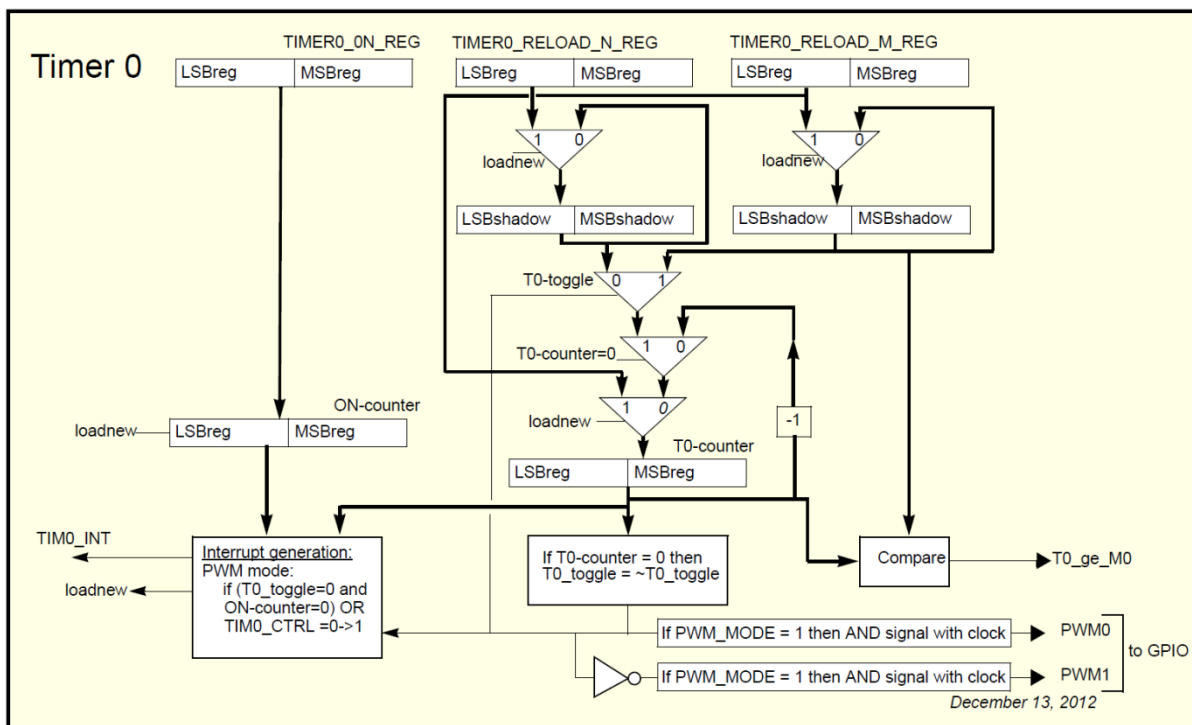 Timer 0
TIMER0_0N_REG
TIMER0_RELOAD_N_REG
TIMER0_RELOAD_M_REG
LSBreg
MSBreg
LSBreg
MSBreg
LSBreg
MSBreg
1 0
loadnew
1 0
loadnew
LSBshadow
MSBshadow
LSBshadow
MSBshadow
T0-toggle
0 1
T0-counter=0
1 0
ON-counter
loadnew
LSBreg
MSBreg
loadnew
1 0
-1
T0-counter
LSBreg
MSBreg
TIM0_INT
loadnew
Interrupt generation:
PWM mode:
if (T0_toggle=0 and
ON-counter=0) OR
TIM0_CTRL =0->1
If T0-counter = 0 then
T0_toggle = ~T0_toggle
Compare
T0_ge_M0
If PWM_MODE = 1 then AND signal with clock
PWM0
to GPIO
If PWM_MODE = 1 then AND signal with clock
PWM1
December 13, 2012